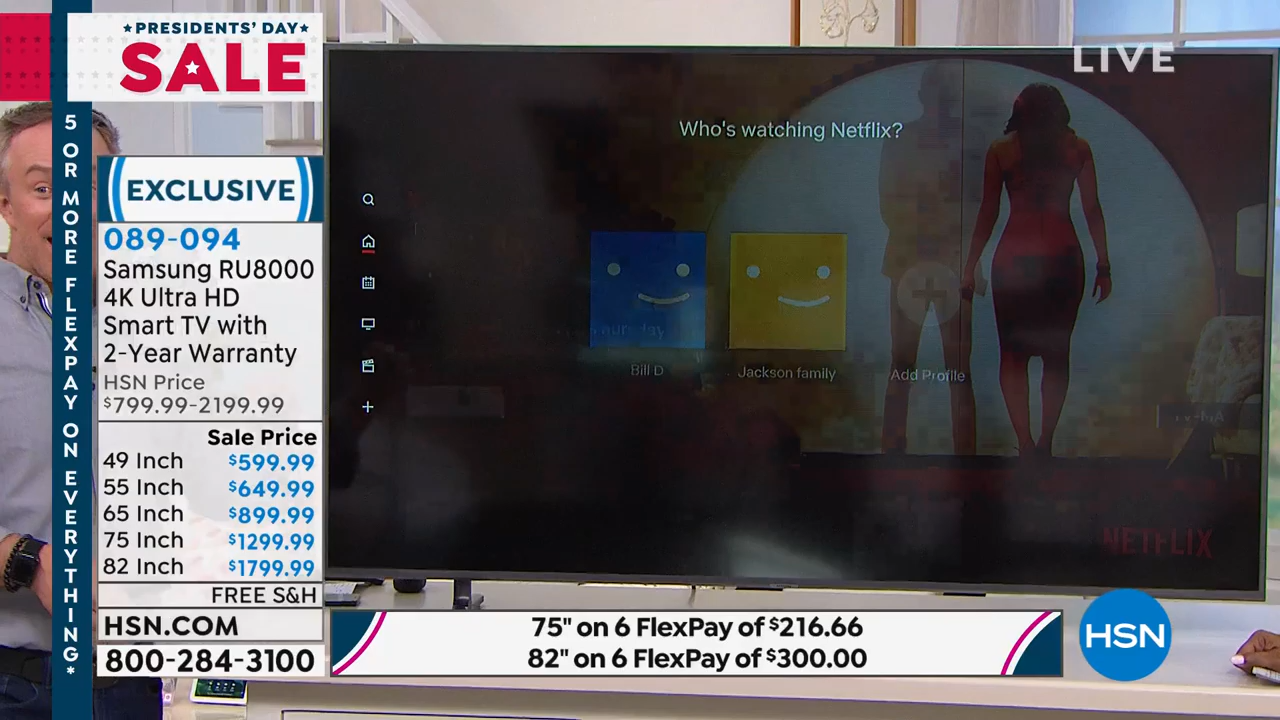 ★PRESIDENTS' DAY★
SALE
5 OR MORE FLEXPAY ON EVERYTHING*
EXCLUSIVE
089-094
Samsung RU8000
4K Ultra HD
Smart TV with
2-Year Warranty
HSN Price
$799.99-2199.99
Sale Price
49 Inch $599.99
55 Inch $649.99
65 Inch $899.99
75 Inch $1299.99
82 Inch $1799.99
FREE S&H
HSN.COM
800-284-3100
LIVE
Who's watching Netflix?
Bill D
Jackson family
Add Profile
TV-MA
NETFLIX
75" on 6 FlexPay of $216.66
82" on 6 FlexPay of $300.00
HSN